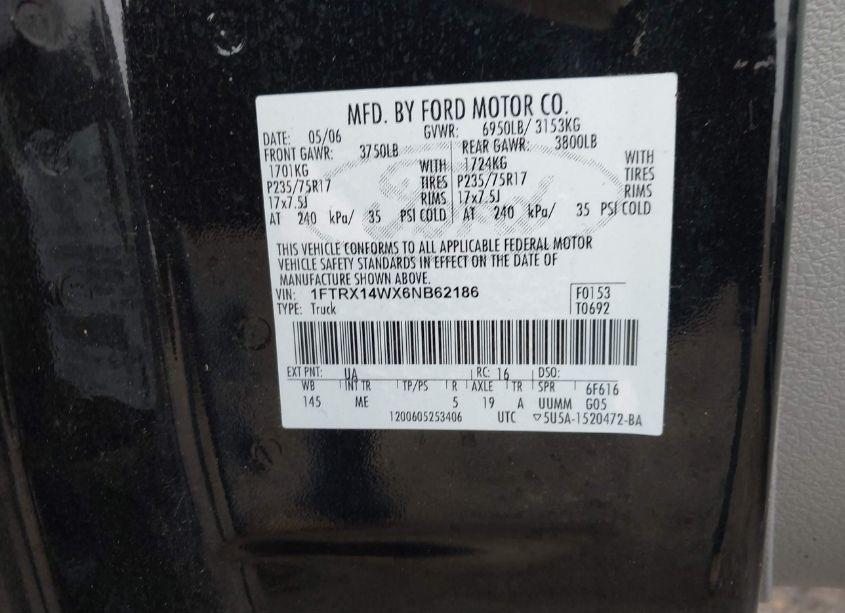 MFD. BY FORD MOTOR CO.
DATE: 05/06 GVWR: 6950LB/ 3153KG
FRONT GAWR: 3750LB REAR GAWR: 3800LB
1701KG WITH 1724KG WITH
P235/75R17 TIRES P235/75R17 TIRES
17x7.5J RIMS 17x7.5J RIMS
AT 240 kPa/ 35 PSI COLD AT 240 kPa/ 35 PSI COLD
THIS VEHICLE CONFORMS TO ALL APPLICABLE FEDERAL MOTOR
VEHICLE SAFETY STANDARDS IN EFFECT ON THE DATE OF
MANUFACTURE SHOWN ABOVE.
VIN: 1FTRX14WX6NB62186 F0153
TYPE: Truck T0692
EXT PNT: UA RC: 16 DSO:
WB INT TR TP/PS R AXLE TR SPR 6F616
145 ME 5 19 A UUMM G05
1200605253406 UTC ▽5U5A-1520472-BA